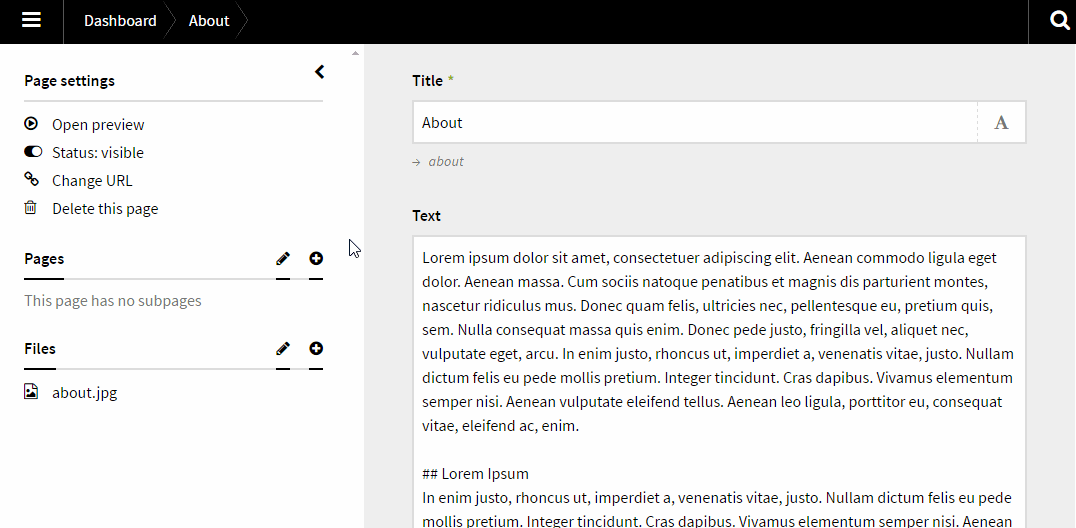 Dashboard About
Page settings
Open preview
Status: visible
Change URL
Delete this page
Pages
This page has no subpages
Files
about.jpg
Title *
About
A
→ about
Text
Lorem ipsum dolor sit amet, consectetuer adipiscing elit. Aenean commodo ligula eget
dolor. Aenean massa. Cum sociis natoque penatibus et magnis dis parturient montes,
nascetur ridiculus mus. Donec quam felis, ultricies nec, pellentesque eu, pretium quis,
sem. Nulla consequat massa quis enim. Donec pede justo, fringilla vel, aliquet nec,
vulputate eget, arcu. In enim justo, rhoncus ut, imperdiet a, venenatis vitae, justo. Nullam
dictum felis eu pede mollis pretium. Integer tincidunt. Cras dapibus. Vivamus elementum
semper nisi. Aenean vulputate eleifend tellus. Aenean leo ligula, porttitor eu, consequat
vitae, eleifend ac, enim.
## Lorem Ipsum
In enim justo, rhoncus ut, imperdiet a, venenatis vitae, justo. Nullam dictum felis eu pede
mollis pretium. Integer tincidunt. Cras dapibus. Vivamus elementum semper nisi. Aenean